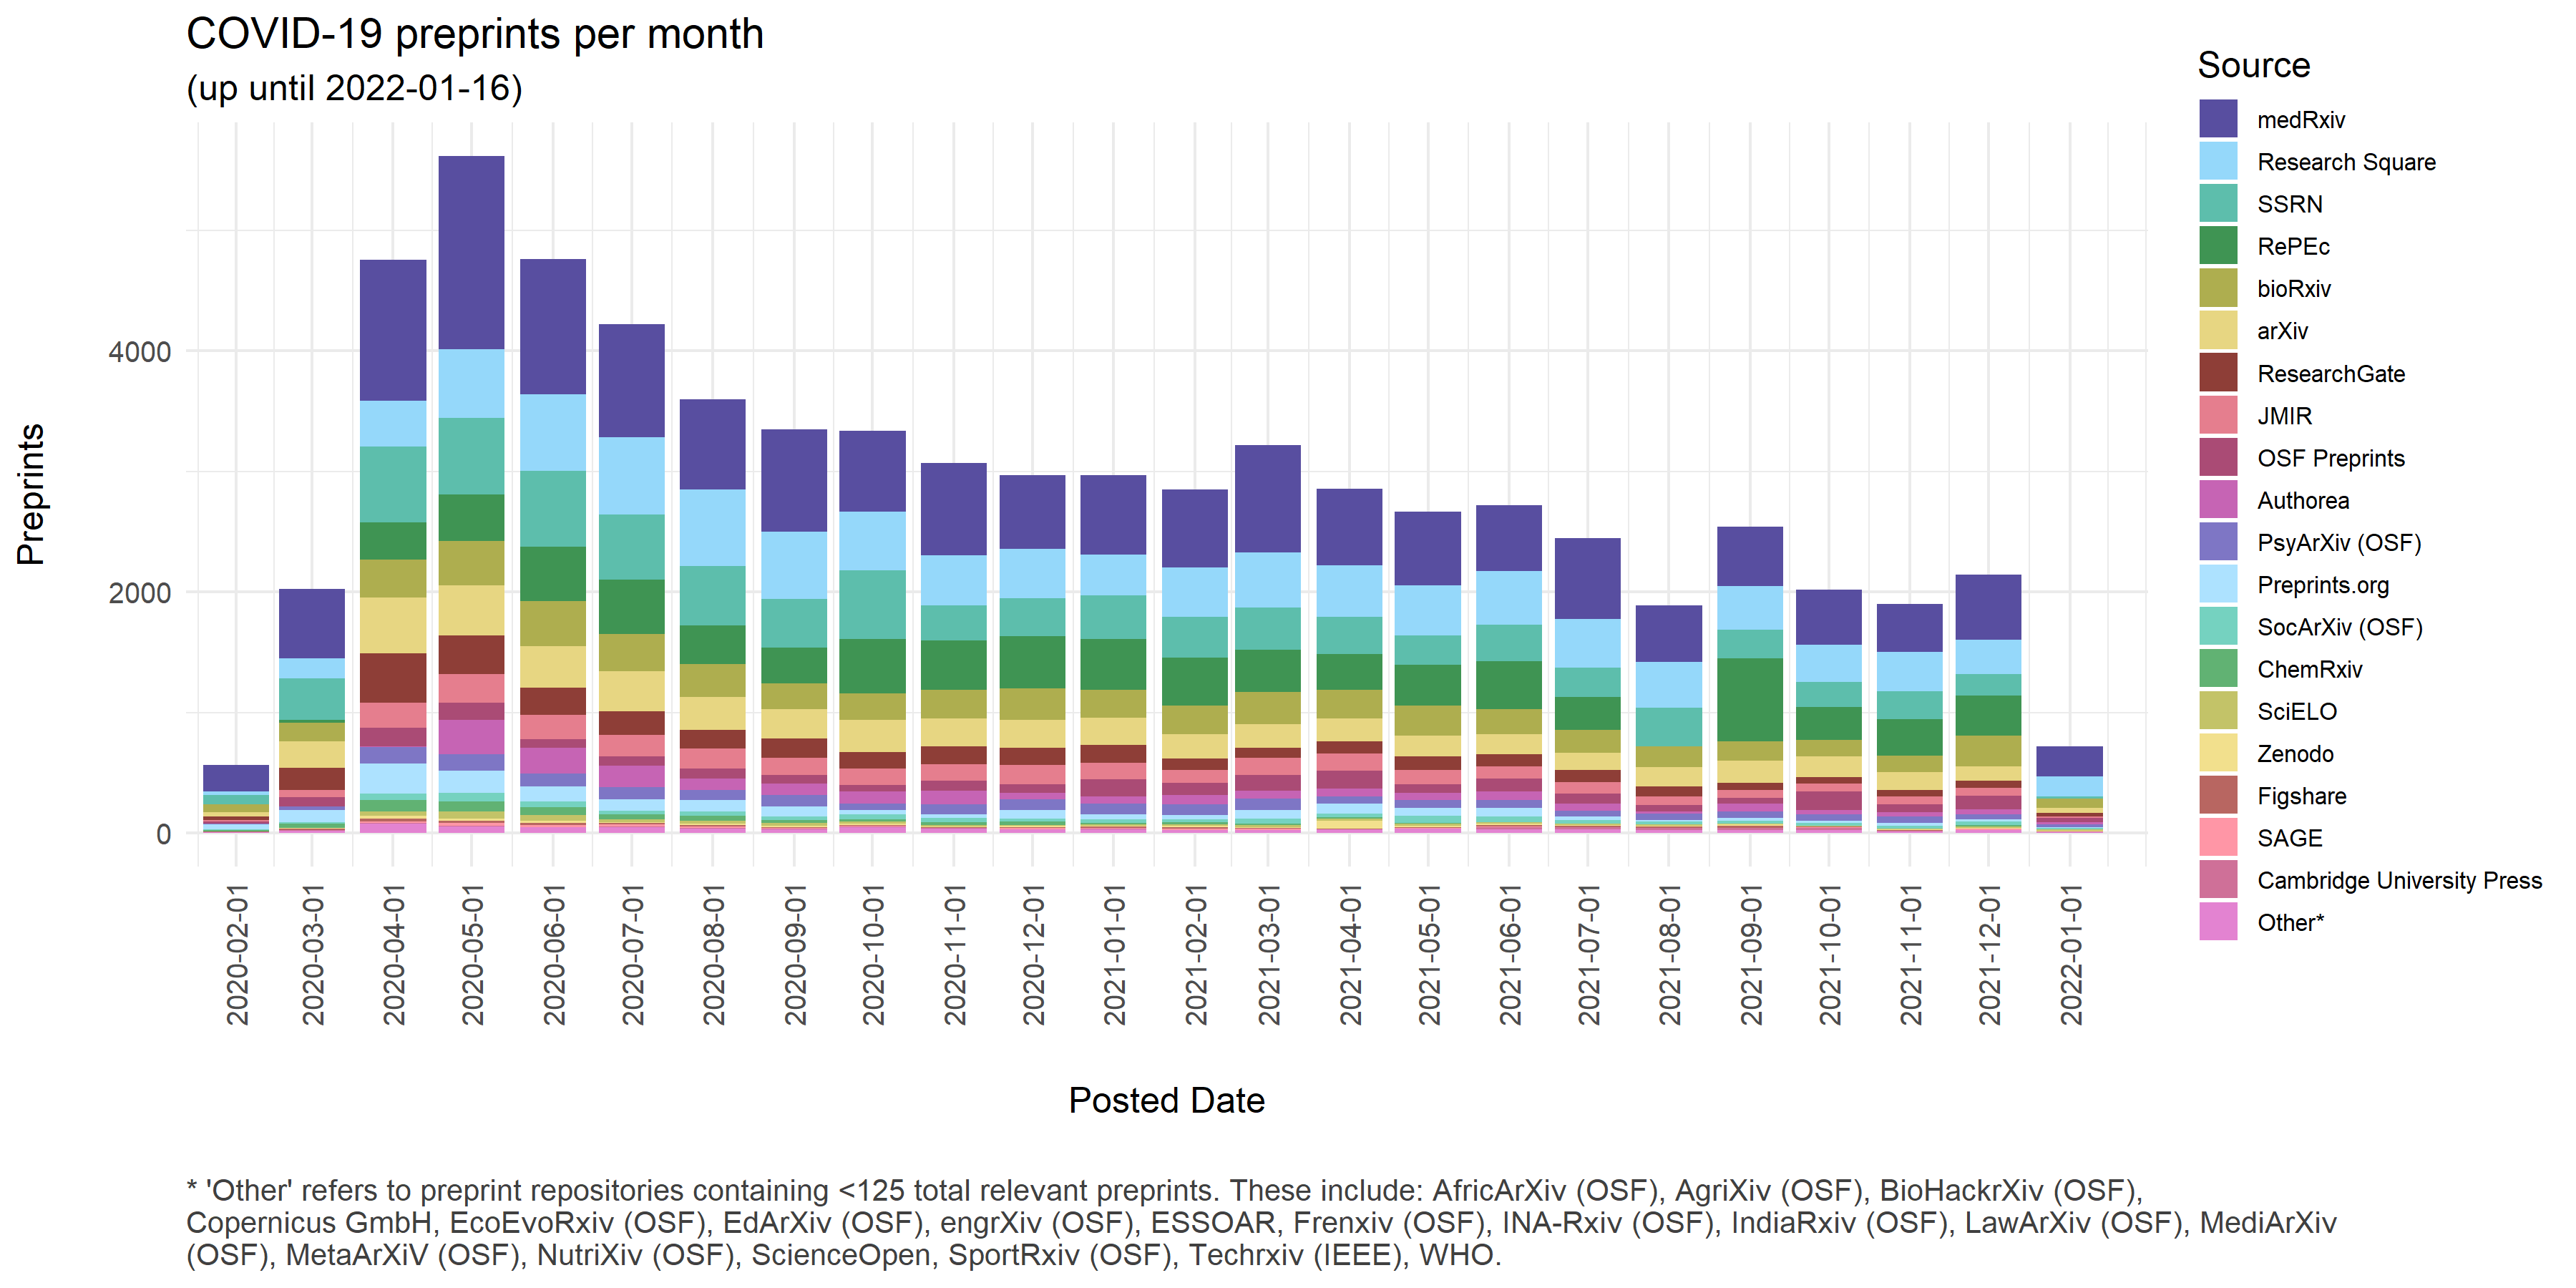 COVID-19 preprints per month
(up until 2022-01-16)
Source
medRxiv
Research Square
SSRN
RePEc
bioRxiv
arXiv
ResearchGate
JMIR
OSF Preprints
Authorea
PsyArXiv (OSF)
Preprints.org
SocArXiv (OSF)
ChemRxiv
SciELO
Zenodo
Figshare
SAGE
Cambridge University Press
Other*
Preprints
4000
2000
0
2020-02-01
2020-03-01
2020-04-01
2020-05-01
2020-06-01
2020-07-01
2020-08-01
2020-09-01
2020-10-01
2020-11-01
2020-12-01
2021-01-01
2021-02-01
2021-03-01
2021-04-01
2021-05-01
2021-06-01
2021-07-01
2021-08-01
2021-09-01
2021-10-01
2021-11-01
2021-12-01
2022-01-01
Posted Date
* 'Other' refers to preprint repositories containing <125 total relevant preprints. These include: AfricArXiv (OSF), AgriXiv (OSF), BioHackrXiv (OSF),
Copernicus GmbH, EcoEvoRxiv (OSF), EdArXiv (OSF), engrXiv (OSF), ESSOAR, Frenxiv (OSF), INA-Rxiv (OSF), IndiaRxiv (OSF), LawArXiv (OSF), MediArXiv
(OSF), MetaArXiV (OSF), NutriXiv (OSF), ScienceOpen, SportRxiv (OSF), Techrxiv (IEEE), WHO.